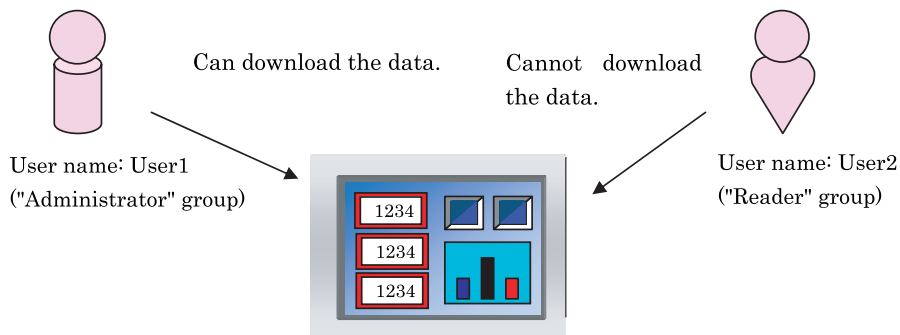 Can download the data.
Cannot download
the data.
User name: User1
("Administrator" group)
User name: User2
("Reader" group)
1234
1234
1234